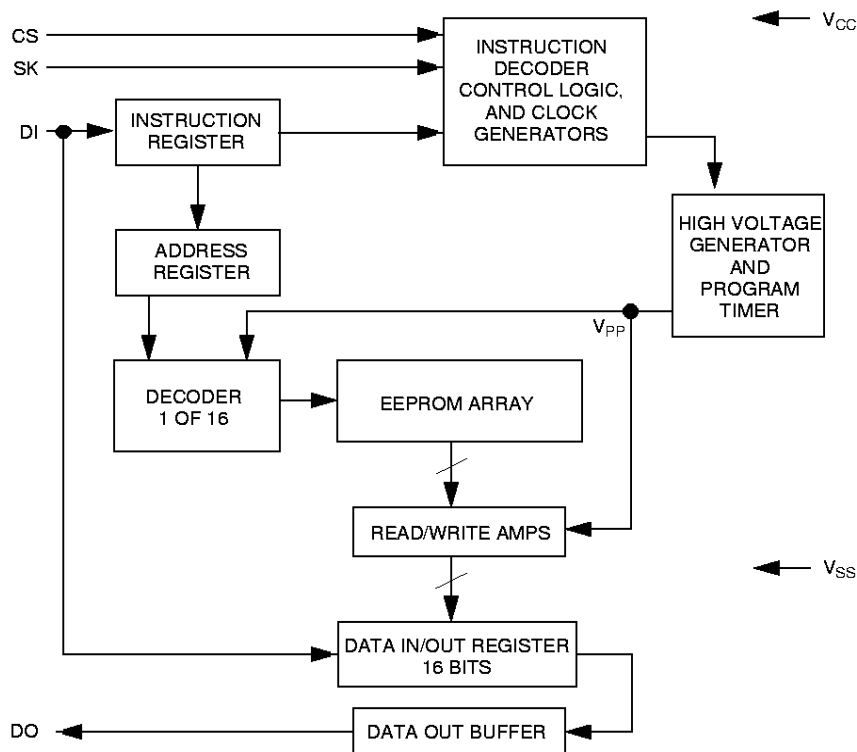 CS
SK
DI
INSTRUCTION
REGISTER
INSTRUCTION
DECODER
CONTROL LOGIC,
AND CLOCK
GENERATORS
VCC
ADDRESS
REGISTER
HIGH VOLTAGE
GENERATOR
AND
PROGRAM
TIMER
VPP
DECODER
1 OF 16
EEPROM ARRAY
READ/WRITE AMPS
VSS
DATA IN/OUT REGISTER
16 BITS
DO
DATA OUT BUFFER